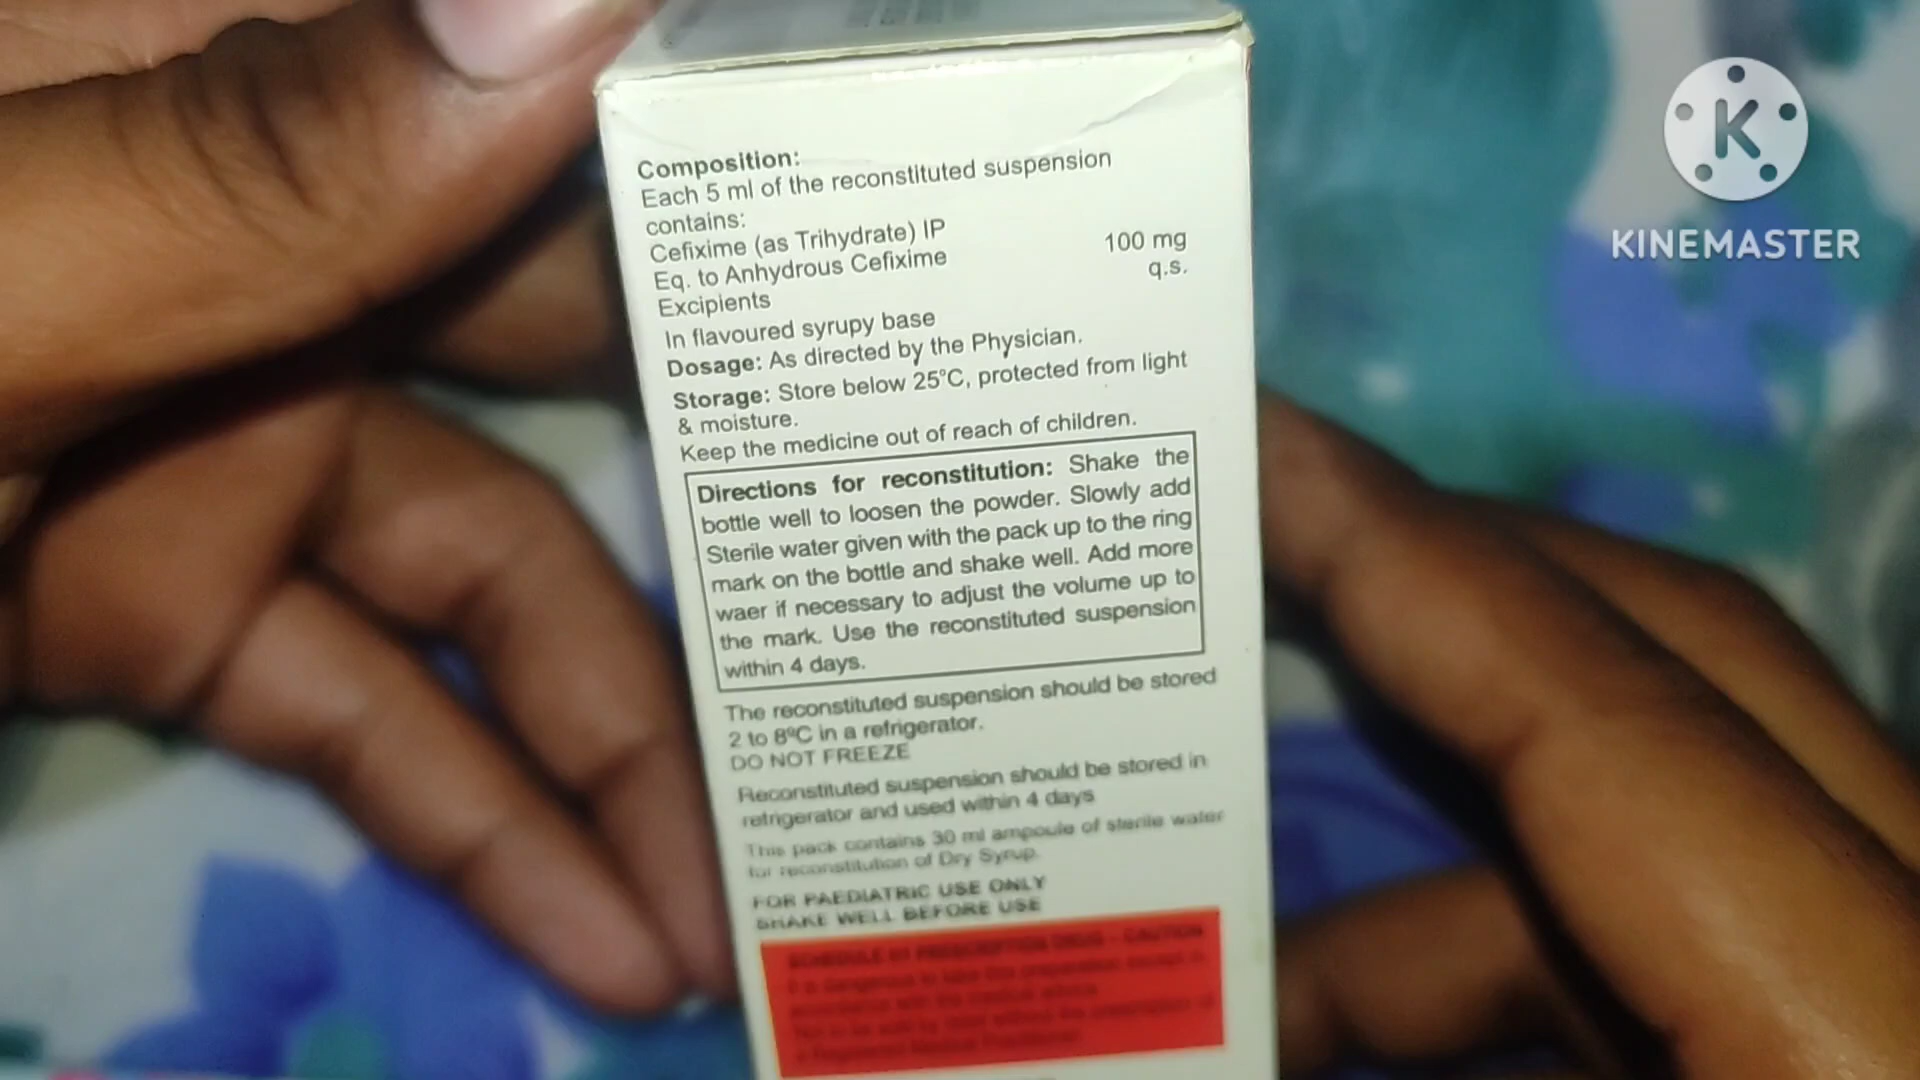 Composition:
Each 5 ml of the reconstituted suspension
contains:
Cefixime (as Trihydrate) IP
Eq. to Anhydrous Cefixime 100 mg
Excipients q.s.
In flavoured syrupy base
Dosage: As directed by the Physician.
Storage: Store below 25°C, protected from light
& moisture.
Keep the medicine out of reach of children.
Directions for reconstitution: Shake the
bottle well to loosen the powder. Slowly add
Sterile water given with the pack up to the ring
mark on the bottle and shake well. Add more
waer if necessary to adjust the volume up to
the mark. Use the reconstituted suspension
within 4 days.
The reconstituted suspension should be stored
2 to 8ºC in a refrigerator.
DO NOT FREEZE
Reconstituted suspension should be stored in
refrigerator and used within 4 days
This pack contains 30 ml ampoule of sterile water
for reconstitution of Dry Syrup.
FOR PAEDIATRIC USE ONLY
SHAKE WELL BEFORE USE
SCHEDULE H1 PRESCRIPTION DRUG - CAUTION
K
KINEMASTER